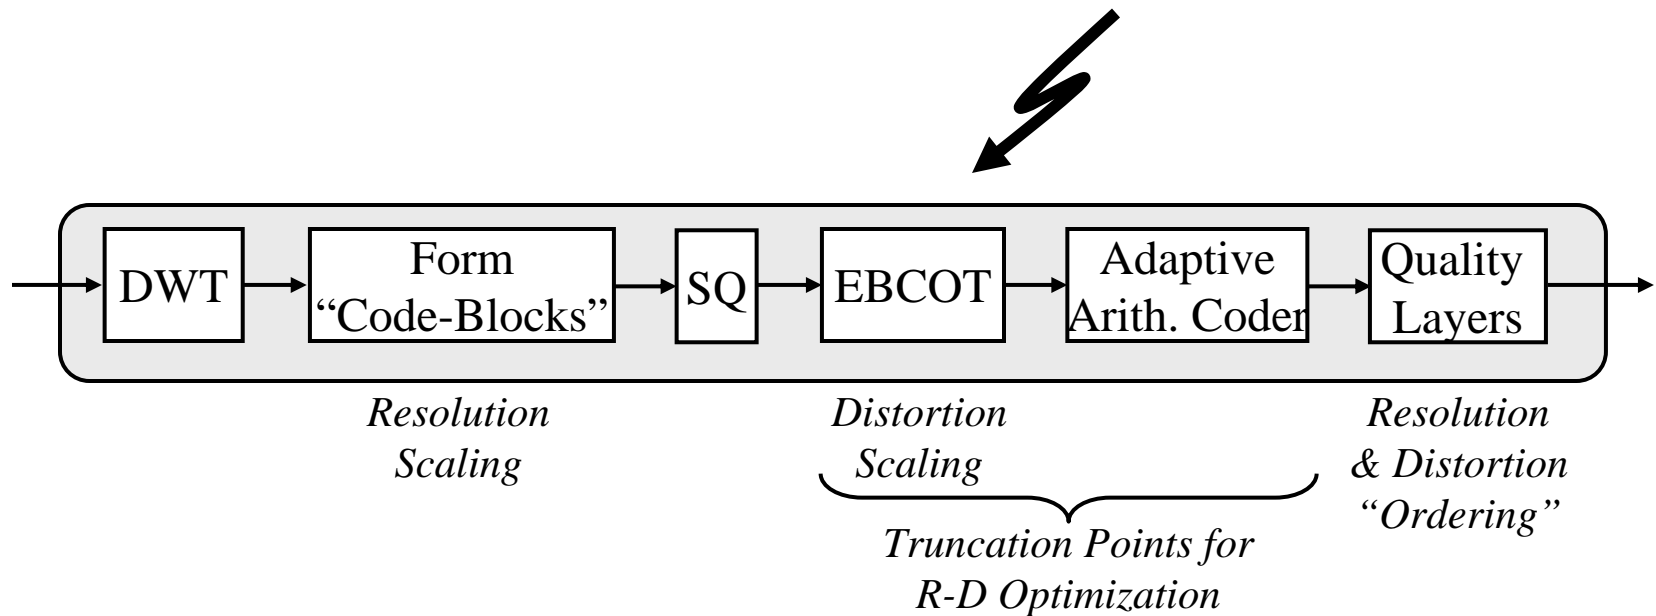 DWT
Form
“Code-Blocks”
SQ
EBCOT
Adaptive
Arith. Coder
Quality
Layers
Resolution
Scaling
Distortion
Scaling
Resolution
& Distortion
“Ordering”
Truncation Points for
R-D Optimization